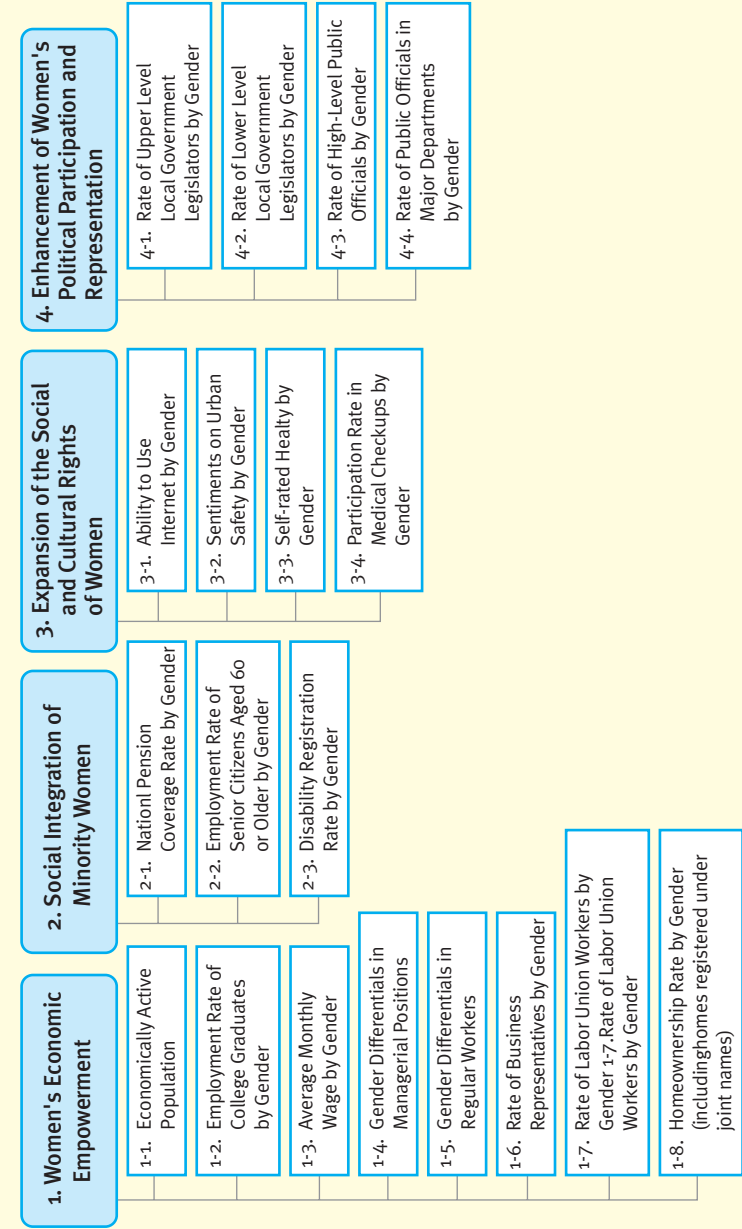 1. Women's Economic
Empowerment
1-1. Economically Active
Population
1-2. Employment Rate of
College Graduates
by Gender
1-3. Average Monthly
Wage by Gender
1-4. Gender Differentials in
Managerial Positions
1-5. Gender Differentials in
Regular Workers
1-6. Rate of Business
Representatives by Gender
1-7. Rate of Labor Union Workers by
Gender 1-7.Rate of Labor Union
Workers by Gender
1-8. Homeownership Rate by Gender
(includinghomes registered under
joint names)
2. Social Integration of
Minority Women
2-1. Nationl Pension
Coverage Rate by Gender
2-2. Employment Rate of
Senior Citizens Aged 60
or Older by Gender
2-3. Disability Registration
Rate by Gender
3. Expansion of the Social
and Cultural Rights
of Women
3-1. Ability to Use
Internet by Gender
3-2. Sentiments on Urban
Safety by Gender
3-3. Self-rated Healty by
Gender
3-4. Participation Rate in
Medical Checkups by
Gender
4. Enhancement of Women's
Political Participation and
Representation
4-1. Rate of Upper Level
Local Government
Legislators by Gender
4-2. Rate of Lower Level
Local Government
Legislators by Gender
4-3. Rate of High-Level Public
Officials by Gender
4-4. Rate of Public Officials in
Major Departments
by Gender